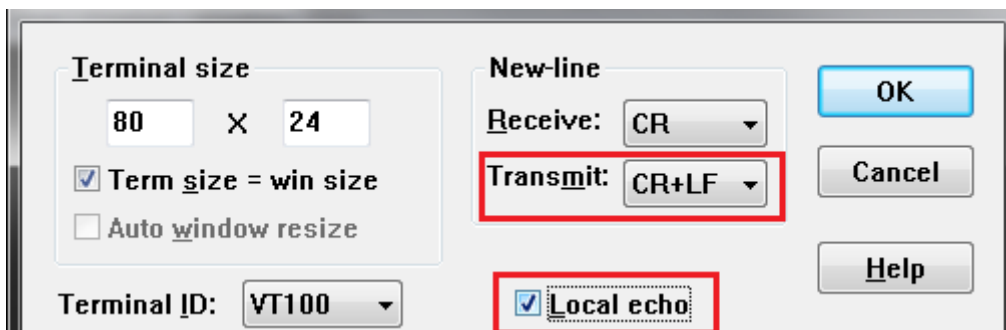 Terminal size
80 X 24
Term size = win size
Auto window resize
Terminal ID: VT100
New-line
Receive: CR
Transmit: CR+LF
Local echo
OK
Cancel
Help